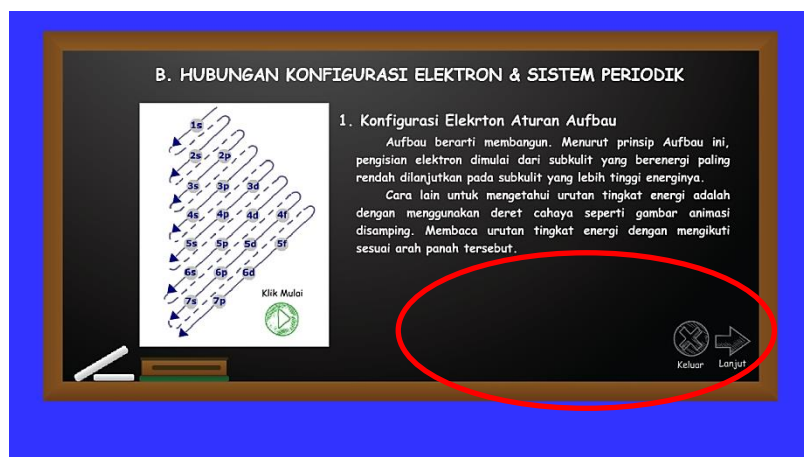 B. HUBUNGAN KONFIGURASI ELEKTRON & SISTEM PERIODIK
1s
2s 2p
3s 3p 3d
4s 4p 4d 4f
5s 5p 5d 5f
6s 6p 6d
7s 7p
Klik Mulai
1. Konfigurasi Elekrton Aturan Aufbau
Aufbau berarti membangun. Menurut prinsip Aufbau ini,
pengisian elektron dimulai dari subkulit yang berenergi paling
rendah dilanjutkan pada subkulit yang lebih tinggi energinya.
Cara lain untuk mengetahui urutan tingkat energi adalah
dengan menggunakan deret cahaya seperti gambar animasi
disamping. Membaca urutan tingkat energi dengan mengikuti
sesuai arah panah tersebut.
Keluar Lanjut